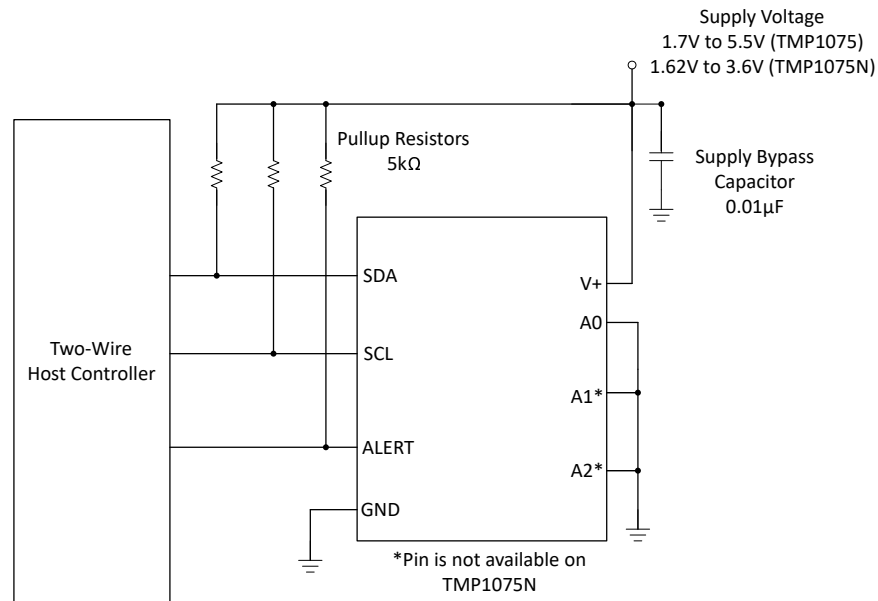 Supply Voltage
1.7V to 5.5V (TMP1075)
1.62V to 3.6V (TMP1075N)
Pullup Resistors
5kΩ
Supply Bypass
Capacitor
0.01µF
Two-Wire
Host Controller
SDA
SCL
ALERT
GND
V+
A0
A1*
A2*
*Pin is not available on
TMP1075N